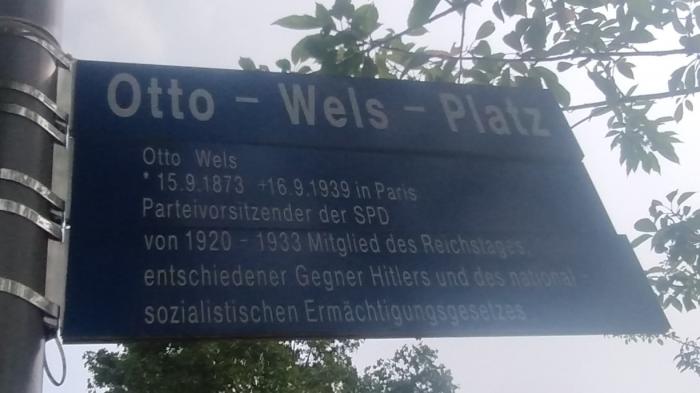 Otto - Wels - Platz
Otto Wels
* 15.9.1873 +16.9.1939 in Paris
Parteivorsitzender der SPD
von 1920 - 1933 Mitglied des Reichstages,
entschiedener Gegner Hitlers und des national -
sozialistischen Ermächtigungsgesetzes